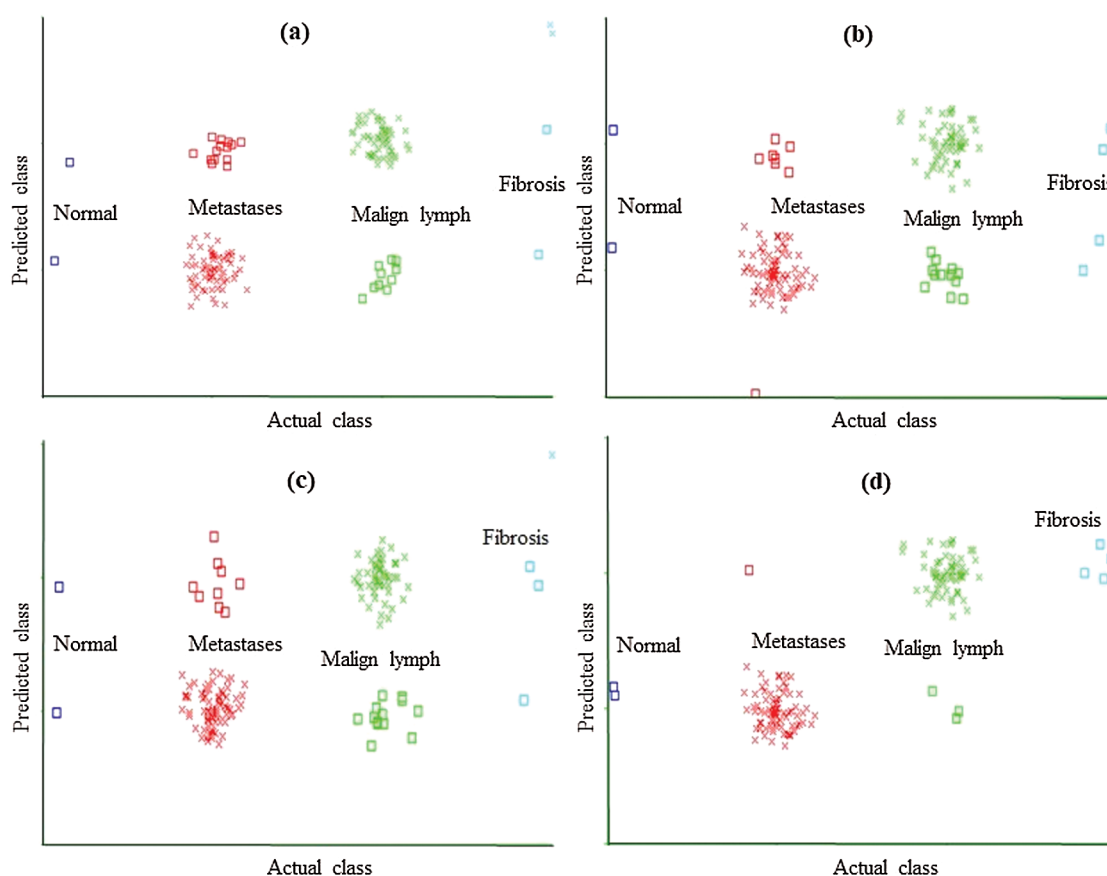 (a)
Predicted class
Normal
Metastases
Malign lymph
Fibrosis
Actual class
(b)
Predicted class
Normal
Metastases
Malign lymph
Fibrosis
Actual class
(c)
Predicted class
Normal
Metastases
Malign lymph
Fibrosis
Actual class
(d)
Predicted class
Normal
Metastases
Malign lymph
Fibrosis
Actual class